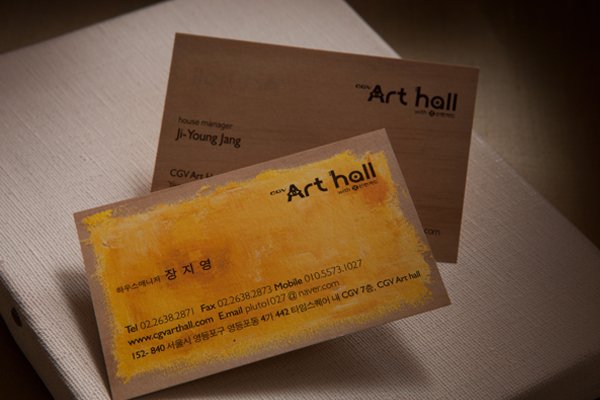 CGV Art hall
with
house manager
Ji-Young Jang
CGV Art H
.com
CGV Art hall
with
하우스매니저 장 지 영
Tel 02.2638.2871 Fax 02.2638.2873 Mobile 010.5573.1027
www.cgvarthall.com E.mail pluto1027@naver.com
152- 840 서울시 영등포구 영등포동 4가 442 타임스퀘어 내 CGV 7층, CGV Art hall